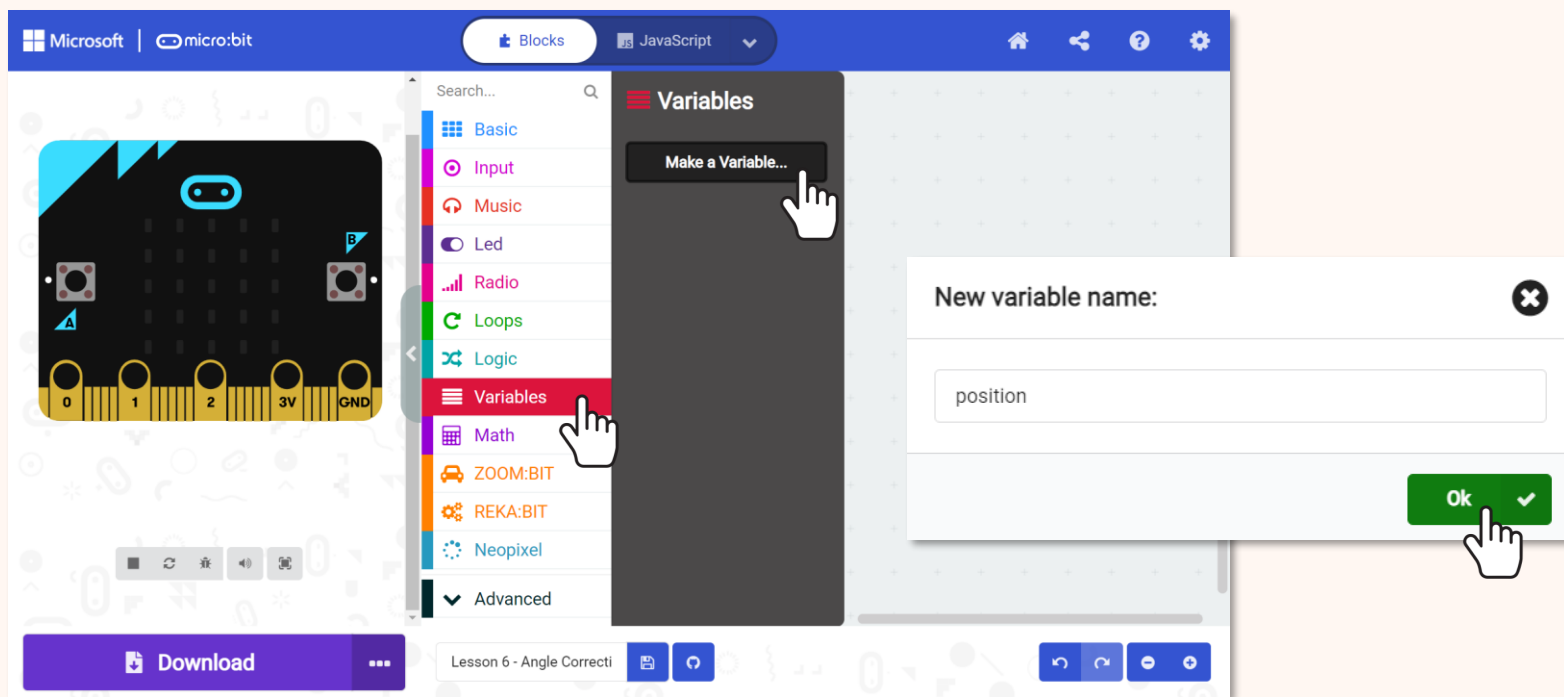 Microsoft | micro:bit
Blocks
JS JavaScript
Search...
Basic
Input
Music
Led
Radio
Loops
Logic
Variables
Math
ZOOM:BIT
REKA:BIT
Neopixel
Advanced
Variables
Make a Variable...
B
A
0 1 2 3V GND
New variable name:
position
Ok
Download
Lesson 6 - Angle Correcti